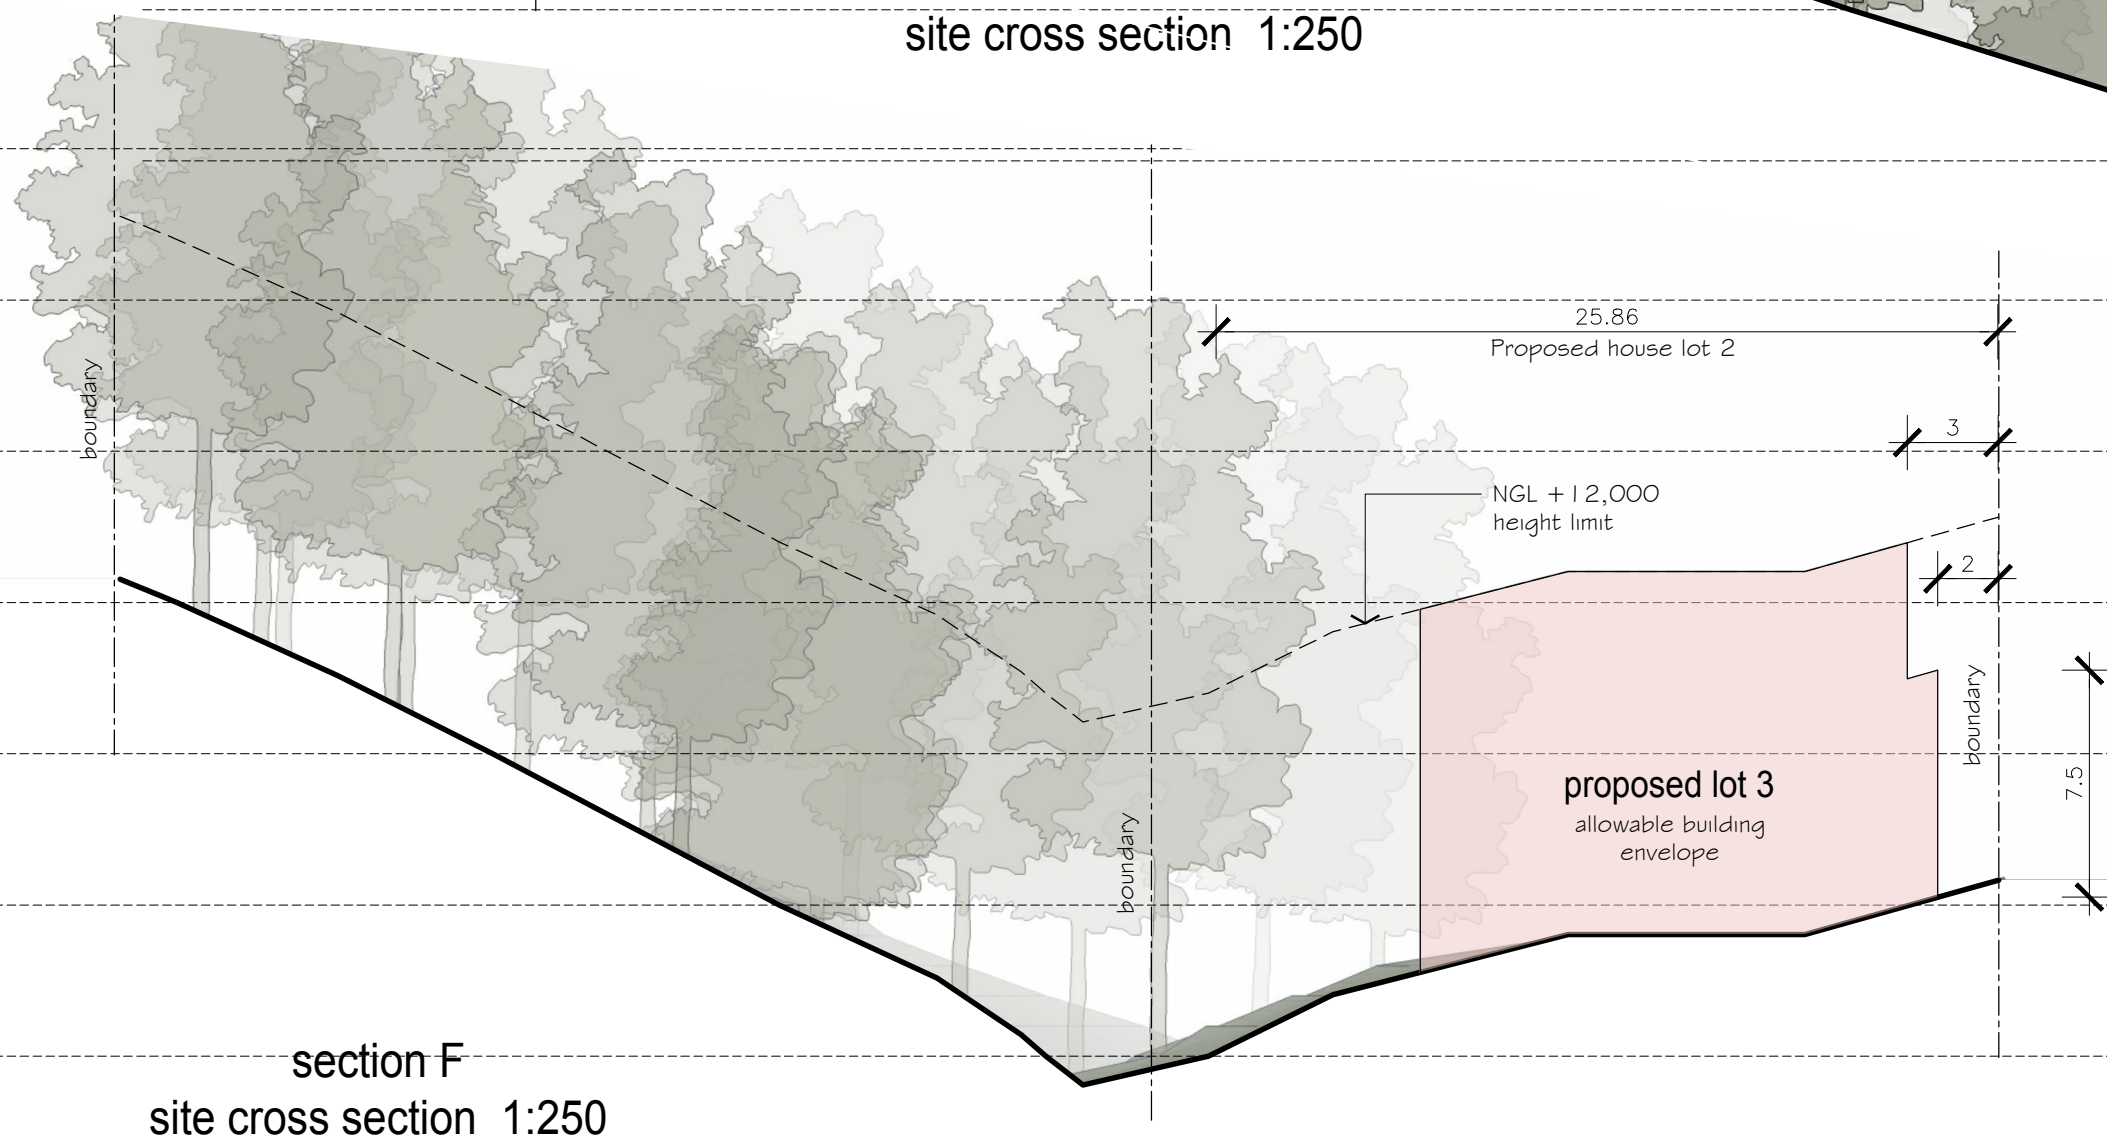 site cross section 1:250
25.86
Proposed house lot 2
3
NGL +12,000
height limit
2
boundary
boundary
boundary
7.5
proposed lot 3
allowable building
envelope
section F
site cross section 1:250